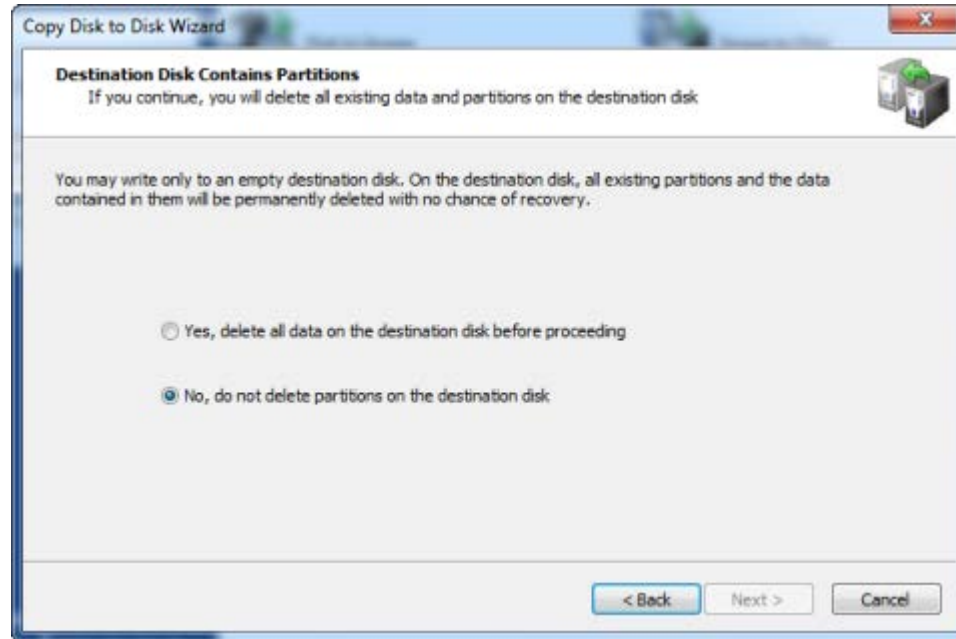 Copy Disk to Disk Wizard
Destination Disk Contains Partitions
If you continue, you will delete all existing data and partitions on the destination disk
You may write only to an empty destination disk. On the destination disk, all existing partitions and the data
contained in them will be permanently deleted with no chance of recovery.
Yes, delete all data on the destination disk before proceeding
No, do not delete partitions on the destination disk
< Back Next > Cancel